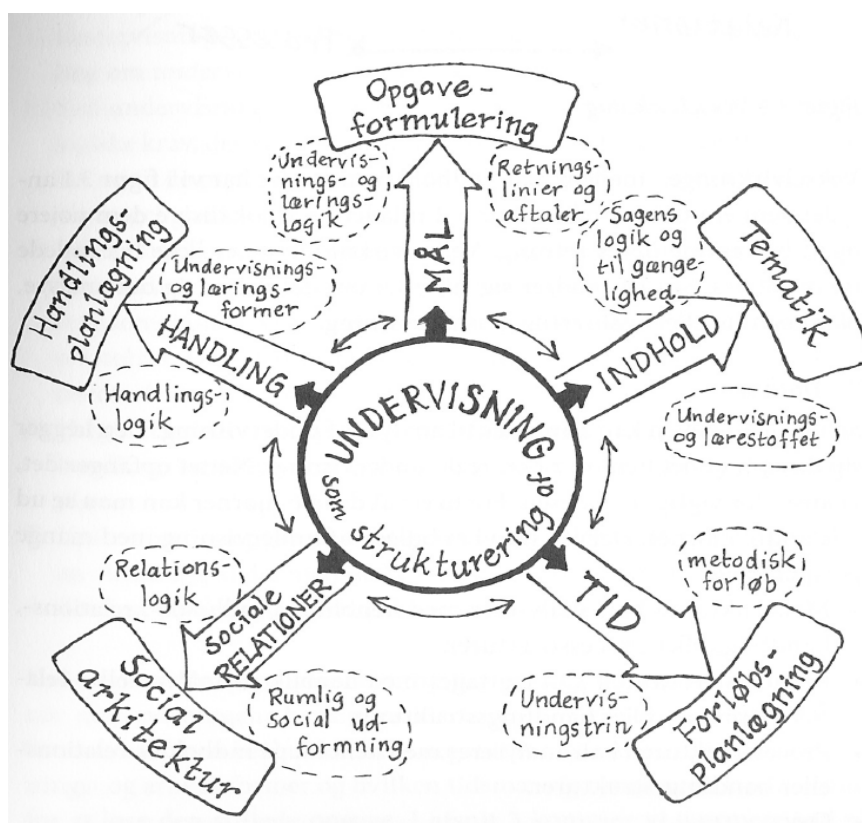 Opgave-
formulering
Undervis-
nings- og
lærings-
logik
Retnings-
linier og
aftaler
MÅL
Sagens
logik og
til gænge-
lighed
Tematik
INDHOLD
Undervisnings-
og lærestoffet
Handlings-
planlægning
Undervisnings-
og lærings-
former
HANDLING
Handlings-
logik
UNDERVISNING
som strukturering af
Relations-
logik
Sociale
RELATIONER
Social
arkitektur
Rumlig og
social ud-
formning
metodisk
forløb
TID
Undervis-
ningstrin
Forløbs-
planlægning